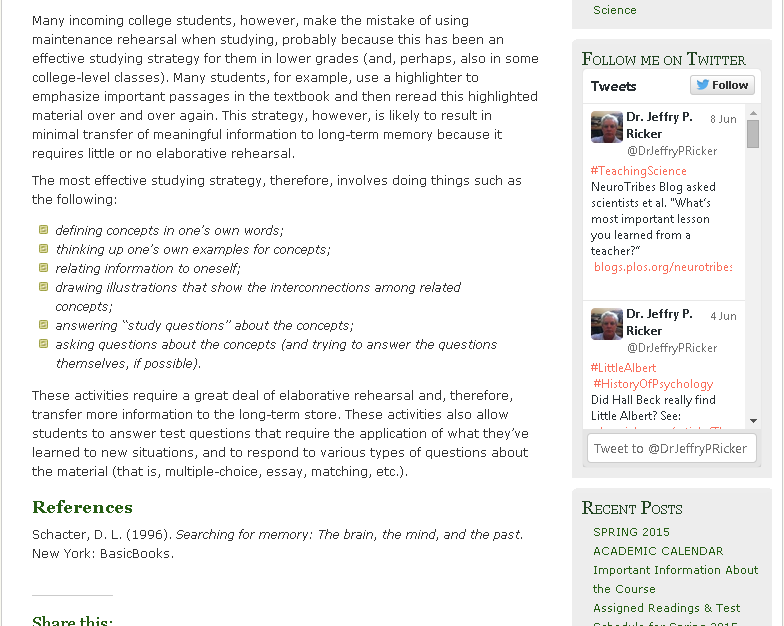 Many incoming college students, however, make the mistake of using
maintenance rehearsal when studying, probably because this has been an
effective studying strategy for them in lower grades (and, perhaps, also in some
college-level classes). Many students, for example, use a highlighter to
emphasize important passages in the textbook and then reread this highlighted
material over and over again. This strategy, however, is likely to result in
minimal transfer of meaningful information to long-term memory because it
requires little or no elaborative rehearsal.
The most effective studying strategy, therefore, involves doing things such as
the following:
defining concepts in one's own words;
thinking up one's own examples for concepts;
relating information to oneself;
drawing illustrations that show the interconnections among related
concepts;
answering "study questions" about the concepts;
asking questions about the concepts (and trying to answer the questions
themselves, if possible).
These activities require a great deal of elaborative rehearsal and, therefore,
transfer more information to the long-term store. These activities also allow
students to answer test questions that require the application of what they've
learned to new situations, and to respond to various types of questions about
the material (that is, multiple-choice, essay, matching, etc.).
References
Schacter, D. L. (1996). Searching for memory: The brain, the mind, and the past.
New York: BasicBooks.
Share this:
Science
Follow me on Twitter
Tweets
Follow
Dr. Jeffry P. 8 Jun
Ricker
@DrJeffryPRicker
#TeachingScience
NeuroTribes Blog asked
scientists et al. "What's
most important lesson
you learned from a
teacher?"
blogs.plos.org/neurotribes
Dr. Jeffry P. 4 Jun
Ricker
@DrJeffryPRicker
#LittleAlbert
#HistoryOfPsychology
Did Hall Beck really find
Little Albert? See:
Tweet to @DrJeffryPRicker
Recent Posts
SPRING 2015
ACADEMIC CALENDAR
Important Information About
the Course
Assigned Readings & Test
Schedule for Spring 2015